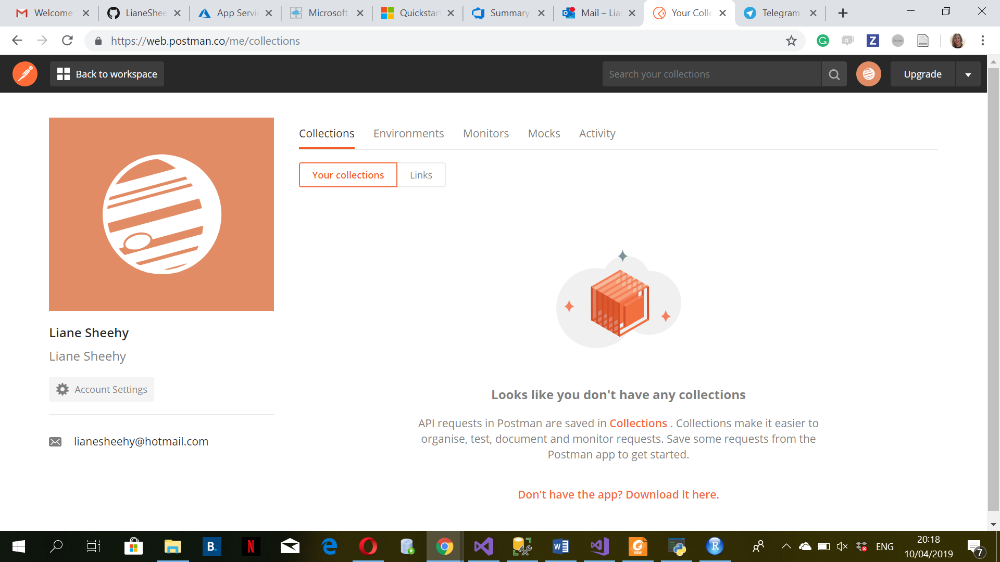 Welcome
LianeShee
App Servi
Microsoft
Quickstar
Summary
Mail – Lia
Your Colle
Telegram
https://web.postman.co/me/collections
Back to workspace
Search your collections
Upgrade
Collections
Environments
Monitors
Mocks
Activity
Your collections
Links
Liane Sheehy
Liane Sheehy
Account Settings
lianesheehy@hotmail.com
Looks like you don't have any collections
API requests in Postman are saved in Collections . Collections make it easier to
organise, test, document and monitor requests. Save some requests from the
Postman app to get started.
Don't have the app? Download it here.
B.
N
W
PDF
R
ENG
20:18
10/04/2019
7